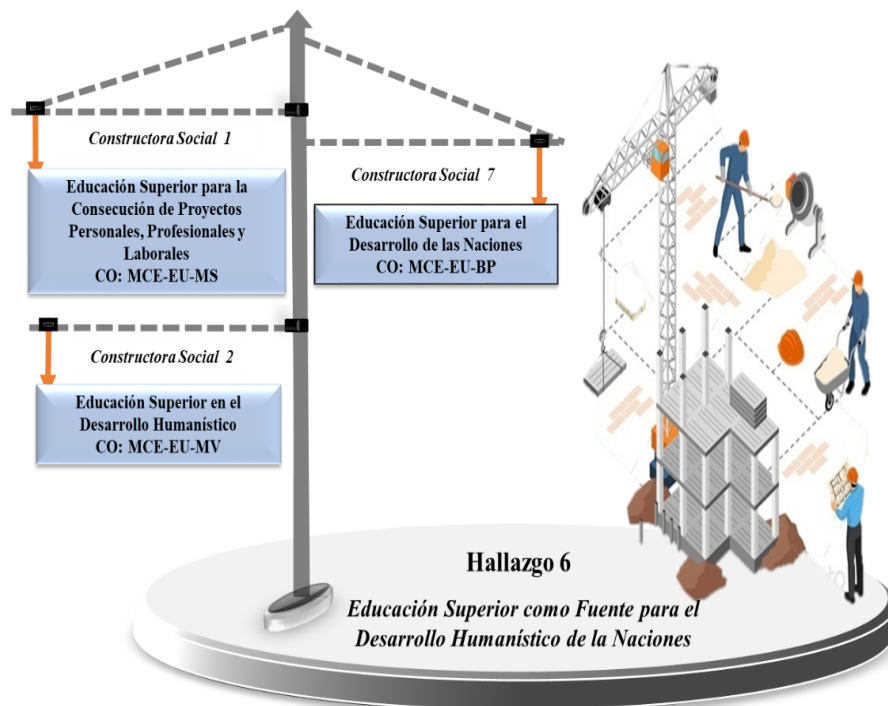 Constructora Social 1
Educación Superior para la
Consecución de Proyectos
Personales, Profesionales y
Laborales
CO: MCE-EU-MS
Constructora Social 7
Educación Superior para el
Desarrollo de las Naciones
CO: MCE-EU-BP
Constructora Social 2
Educación Superior en el
Desarrollo Humanístico
CO: MCE-EU-MV
Hallazgo 6
Educación Superior como Fuente para el
Desarrollo Humanístico de la Naciones